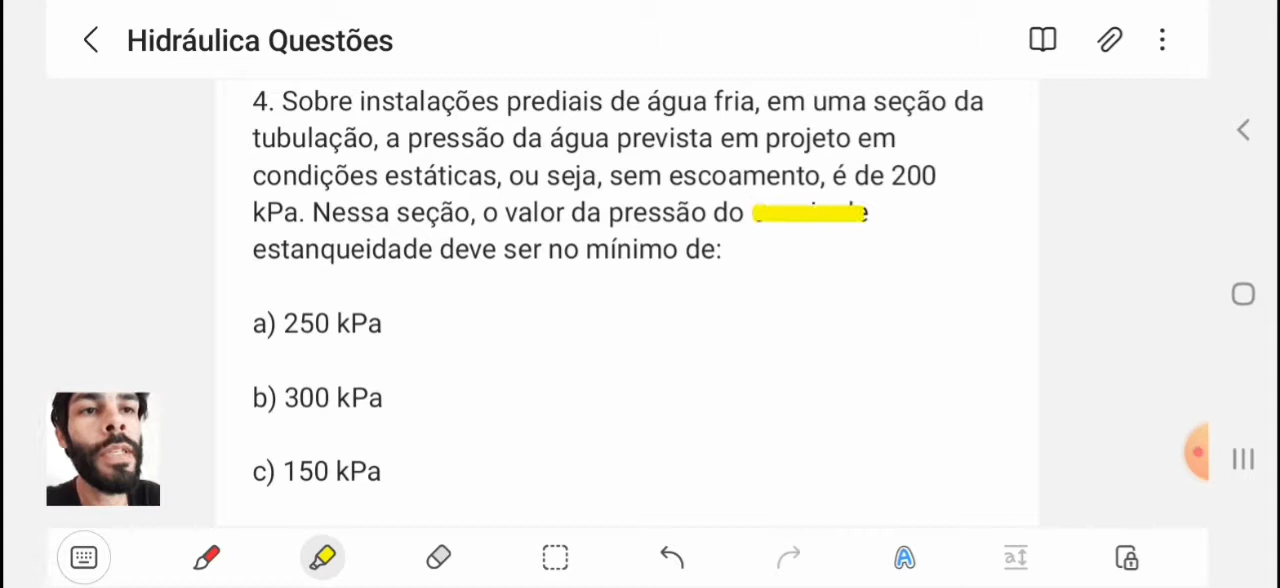 Hidráulica Questões
4. Sobre instalações prediais de água fria, em uma seção da
tubulação, a pressão da água prevista em projeto em
condições estáticas, ou seja, sem escoamento, é de 200
kPa. Nessa seção, o valor da pressão do
estanqueidade deve ser no mínimo de:
a) 250 kPa
b) 300 kPa
c) 150 kPa